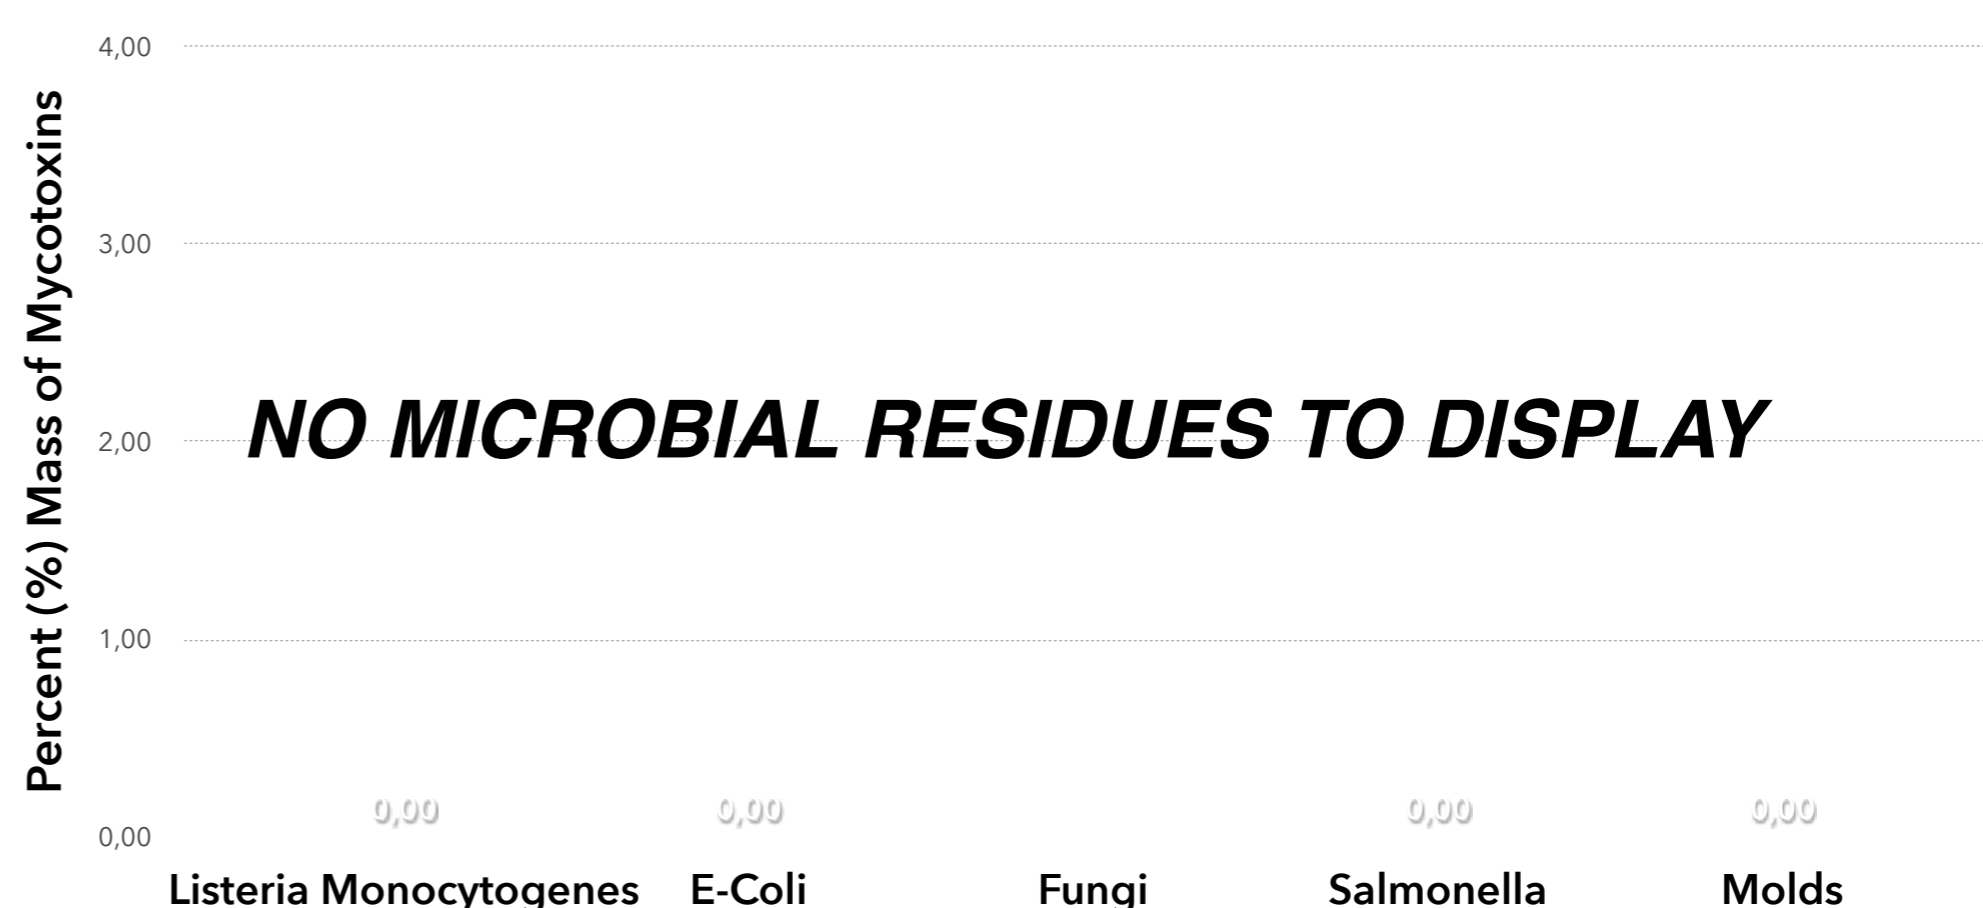 Percent (%) Mass of Mycotoxins
4,00
3,00
2,00
1,00
0,00
NO MICROBIAL RESIDUES TO DISPLAY
0,00
0,00
0,00
0,00
Listeria Monocytogenes
E-Coli
Fungi
Salmonella
Molds